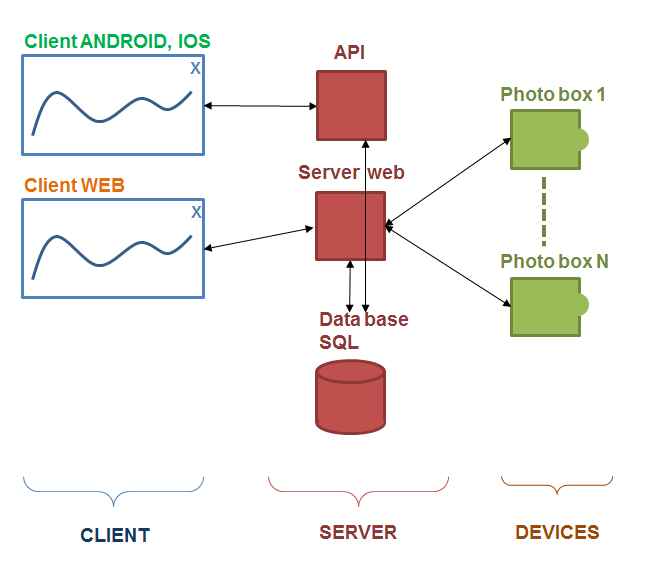 Client ANDROID, IOS
X
API
Photo box 1
Client WEB
X
Server web
Photo box N
Data base
SQL
CLIENT
SERVER
DEVICES